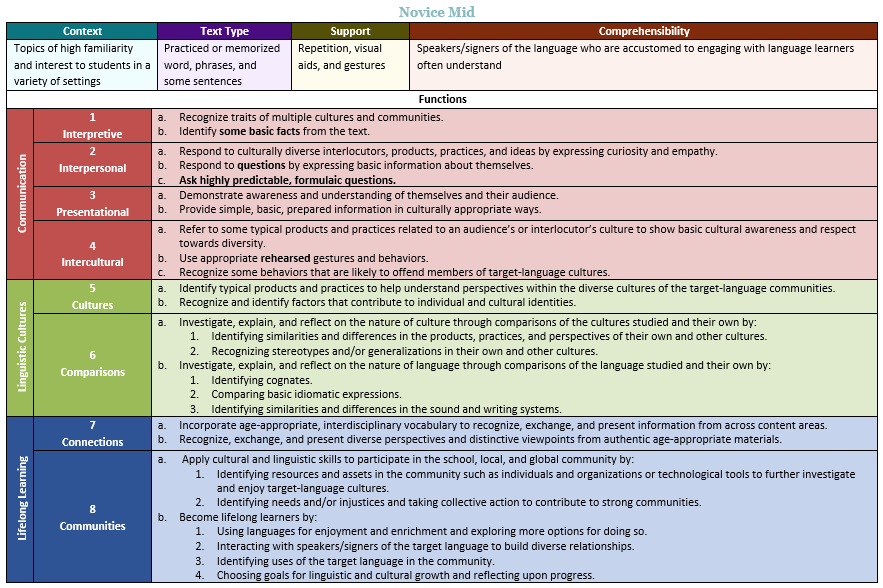 Novice Mid
Context
Text Type
Support
Comprehensibility
Topics of high familiarity
and interest to students in a
variety of settings
Practiced or memorized
word, phrases, and
some sentences
Repetition, visual
aids, and gestures
Speakers/signers of the language who are accustomed to engaging with language learners
often understand
Functions
Communication
1
Interpretive
a. Recognize traits of multiple cultures and communities.
b. Identify some basic facts from the text.
2
Interpersonal
a. Respond to culturally diverse interlocutors, products, practices, and ideas by expressing curiosity and empathy.
b. Respond to questions by expressing basic information about themselves.
c. Ask highly predictable, formulaic questions.
3
Presentational
a. Demonstrate awareness and understanding of themselves and their audience.
b. Provide simple, basic, prepared information in culturally appropriate ways.
4
Intercultural
a. Refer to some typical products and practices related to an audience's or interlocutor's culture to show basic cultural awareness and respect
towards diversity.
b. Use appropriate rehearsed gestures and behaviors.
c. Recognize some behaviors that are likely to offend members of target-language cultures.
Linguistic Cultures
5
Cultures
a. Identify typical products and practices to help understand perspectives within the diverse cultures of the target-language communities.
b. Recognize and identify factors that contribute to individual and cultural identities.
6
Comparisons
a. Investigate, explain, and reflect on the nature of culture through comparisons of the cultures studied and their own by:
1. Identifying similarities and differences in the products, practices, and perspectives of their own and other cultures.
2. Recognizing stereotypes and/or generalizations in their own and other cultures.
b. Investigate, explain, and reflect on the nature of language through comparisons of the language studied and their own by:
1. Identifying cognates.
2. Comparing basic idiomatic expressions.
3. Identifying similarities and differences in the sound and writing systems.
Lifelong Learning
7
Connections
a. Incorporate age-appropriate, interdisciplinary vocabulary to recognize, exchange, and present information from across content areas.
b. Recognize, exchange, and present diverse perspectives and distinctive viewpoints from authentic age-appropriate materials.
8
Communities
a. Apply cultural and linguistic skills to participate in the school, local, and global community by:
1. Identifying resources and assets in the community such as individuals and organizations or technological tools to further investigate
and enjoy target-language cultures.
2. Identifying needs and/or injustices and taking collective action to contribute to strong communities.
b. Become lifelong learners by:
1. Using languages for enjoyment and enrichment and exploring more options for doing so.
2. Interacting with speakers/signers of the target language to build diverse relationships.
3. Identifying uses of the target language in the community.
4. Choosing goals for linguistic and cultural growth and reflecting upon progress.